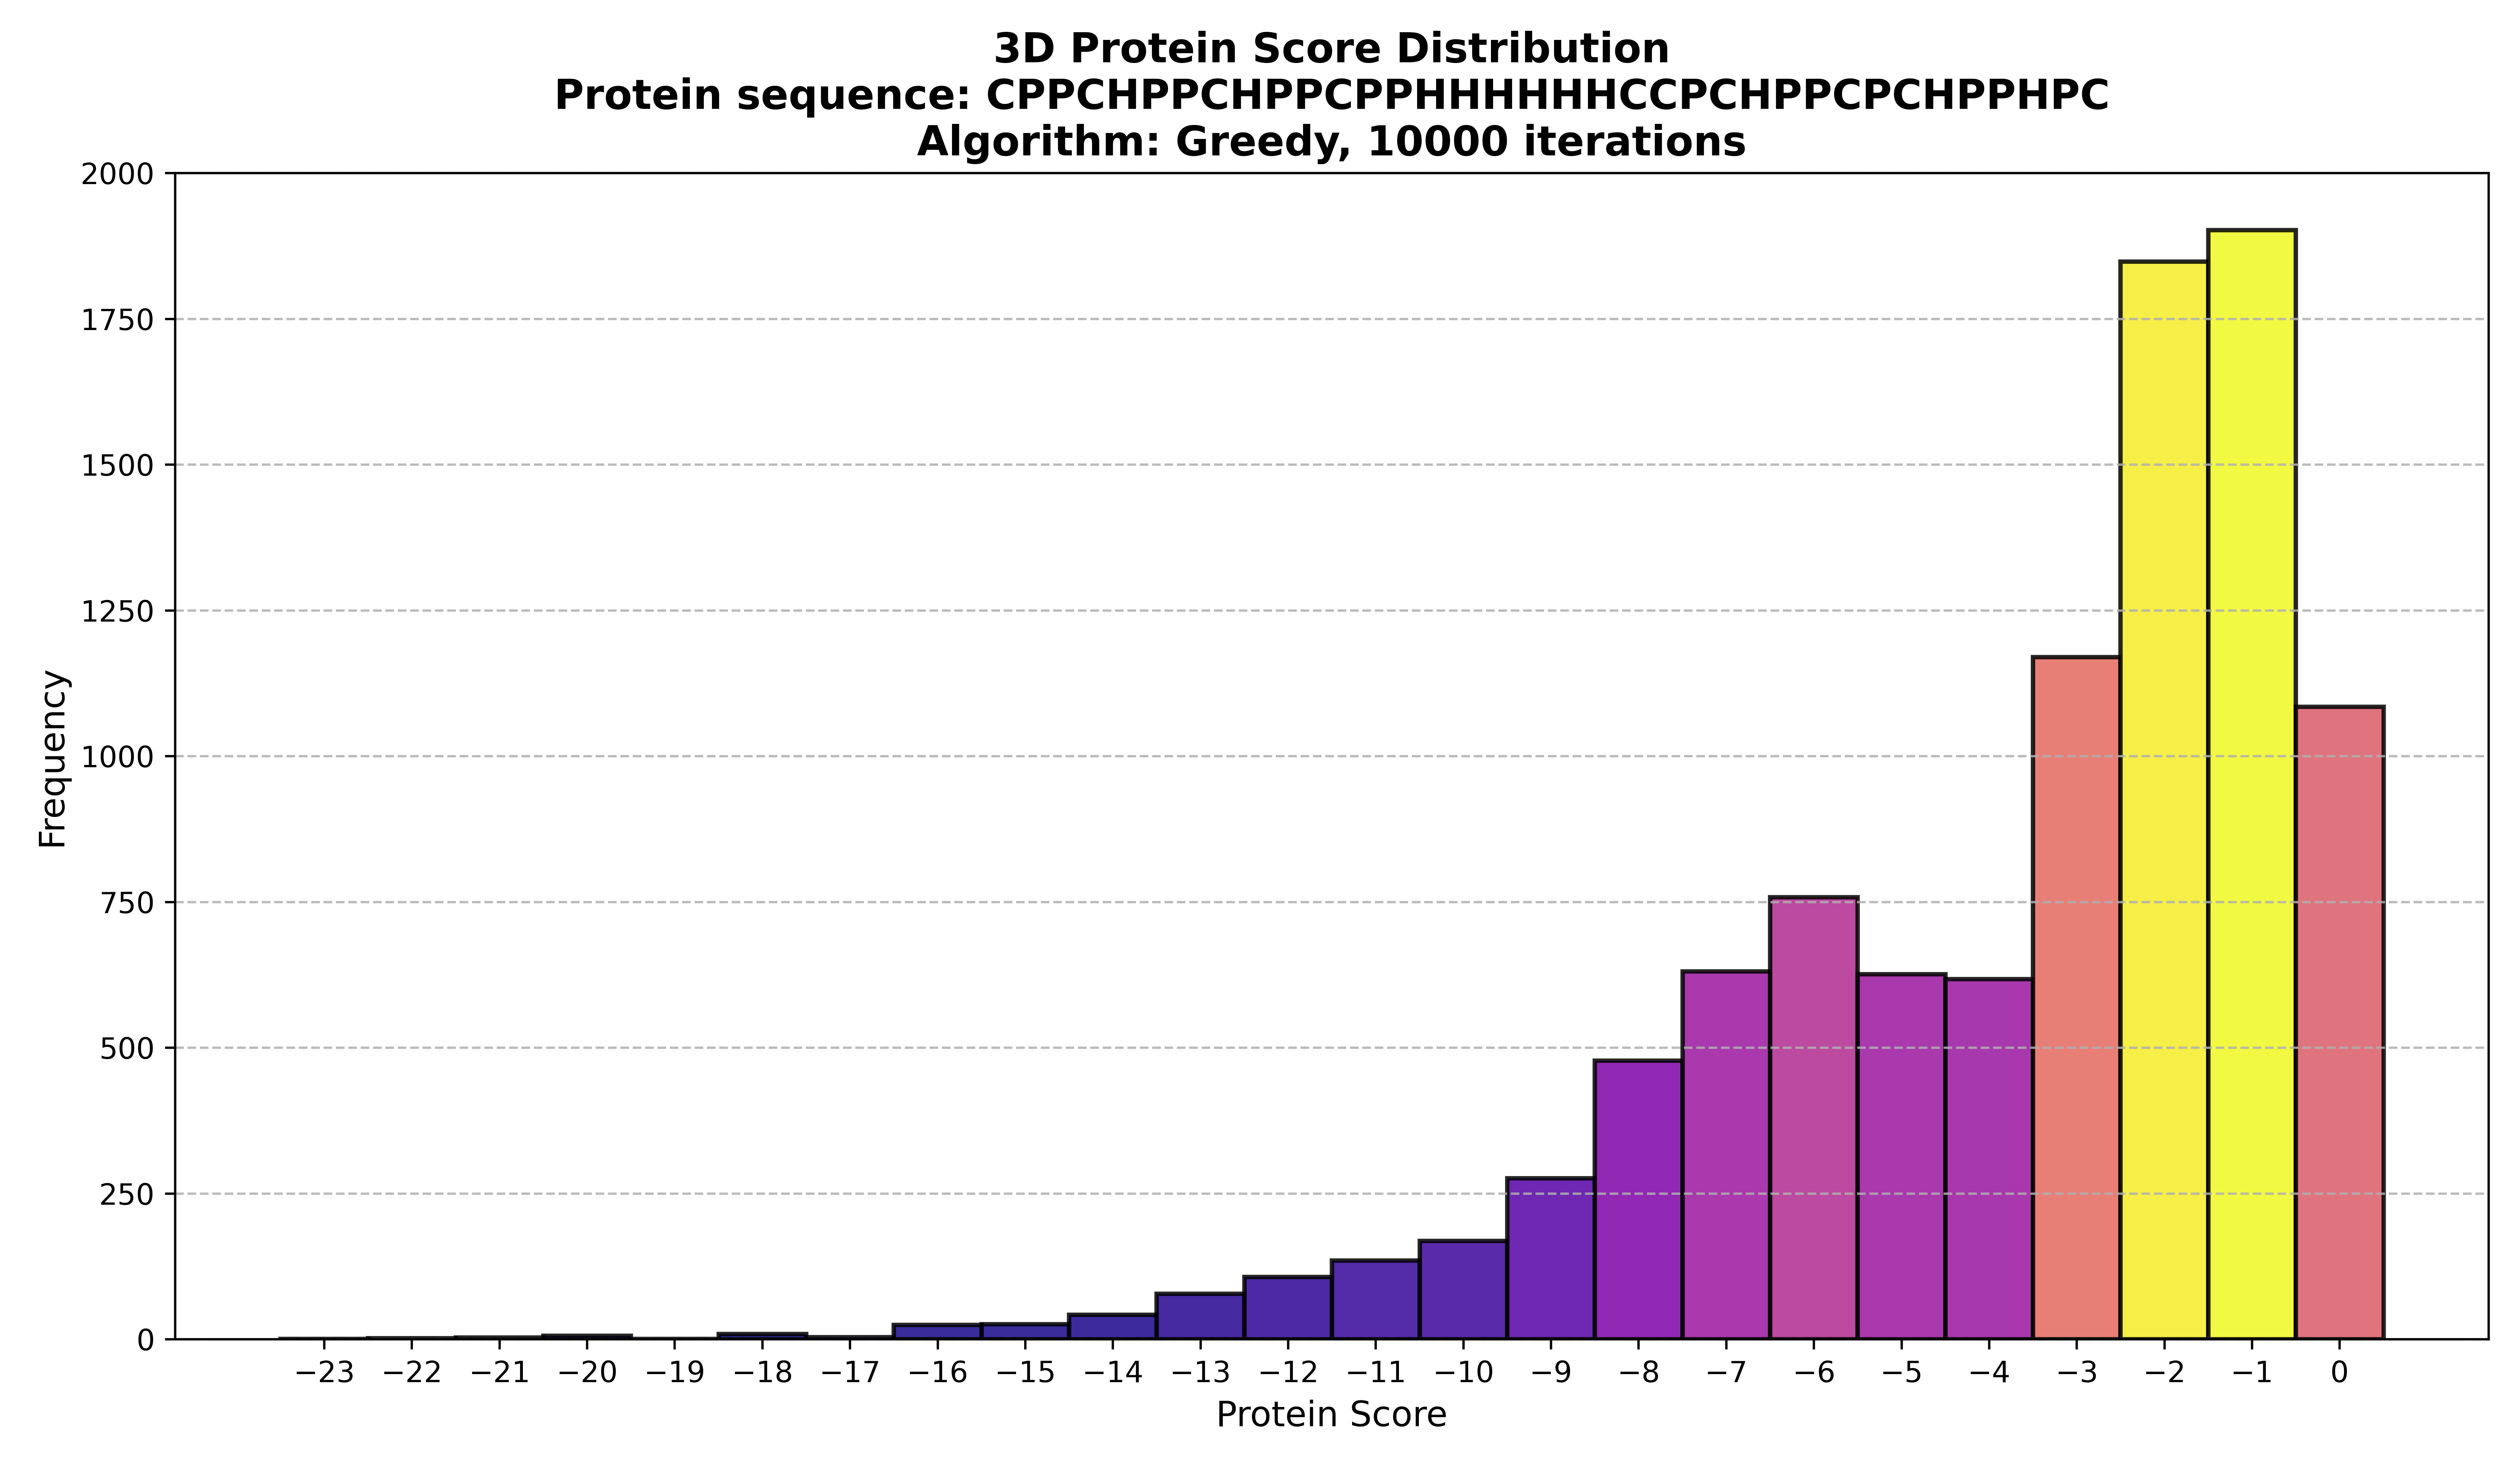 3D Protein Score Distribution
Protein sequence: CPPCHPPCHPPCPPHHHHHHCCPCHPPCPCHPPHPC
Algorithm: Greedy, 10000 iterations
2000
1750
1500
1250
1000
750
500
250
0
Frequency
−23 −22 −21 −20 −19 −18 −17 −16 −15 −14 −13 −12 −11 −10 −9 −8 −7 −6 −5 −4 −3 −2 −1 0
Protein Score